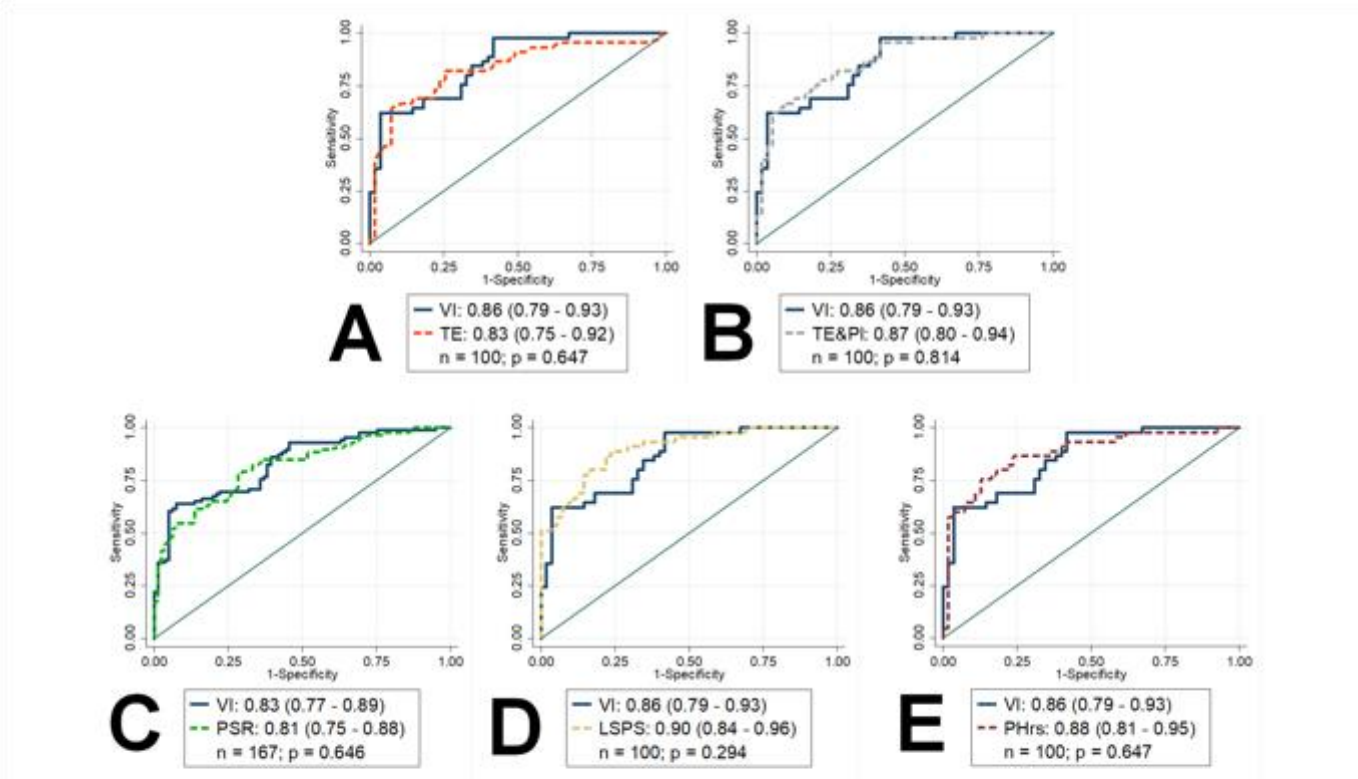 1.00
0.75
0.50
0.25
0.00
Sensitivity
0.00 0.25 0.50 0.75 1.00
1-Specificity
A
VI: 0.86 (0.79 - 0.93)
TE: 0.83 (0.75 - 0.92)
n = 100; p = 0.647
1.00
0.75
0.50
0.25
0.00
Sensitivity
0.00 0.25 0.50 0.75 1.00
1-Specificity
B
VI: 0.86 (0.79 - 0.93)
TE&PI: 0.87 (0.80 - 0.94)
n = 100; p = 0.814
1.00
0.75
0.50
0.25
0.00
Sensitivity
0.00 0.25 0.50 0.75 1.00
1-Specificity
C
VI: 0.83 (0.77 - 0.89)
PSR: 0.81 (0.75 - 0.88)
n = 167; p = 0.646
1.00
0.75
0.50
0.25
0.00
Sensitivity
0.00 0.25 0.50 0.75 1.00
1-Specificity
D
VI: 0.86 (0.79 - 0.93)
LSPS: 0.90 (0.84 - 0.96)
n = 100; p = 0.294
1.00
0.75
0.50
0.25
0.00
Sensitivity
0.00 0.25 0.50 0.75 1.00
1-Specificity
E
VI: 0.86 (0.79 - 0.93)
PHrs: 0.88 (0.81 - 0.95)
n = 100; p = 0.647